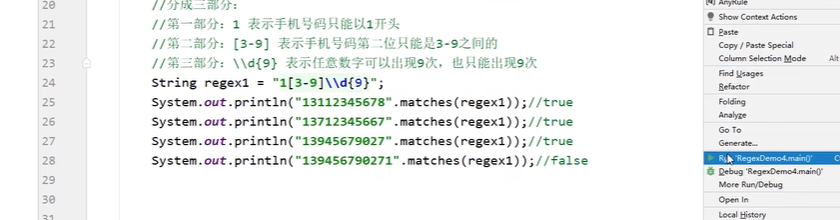 20
//分成三部分:
21
//第一部分: 1 表示手机号码只能以1开头
22
//第二部分: [3-9] 表示手机号码第二位只能是3-9之间的
23
//第三部分: \\d{9} 表示任意数字可以出现9次, 也只能出现9次
24
String regex1 = "1[3-9]\\d{9}";
25
System.out.println("13112345678".matches(regex1));//true
26
System.out.println("13712345667".matches(regex1));//true
27
System.out.println("13945679027".matches(regex1));//true
28
System.out.println("139456790271".matches(regex1));//false
29
30
31
AnyRule
Show Context Actions
Paste
Copy / Paste Special
Column Selection Mode Alt
Find Usages
Refactor
Folding
Analyze
Go To
Generate...
'RegexDemo4.main()'
Debug 'RegexDemo4.main()'
More Run/Debug
Open In
Local History